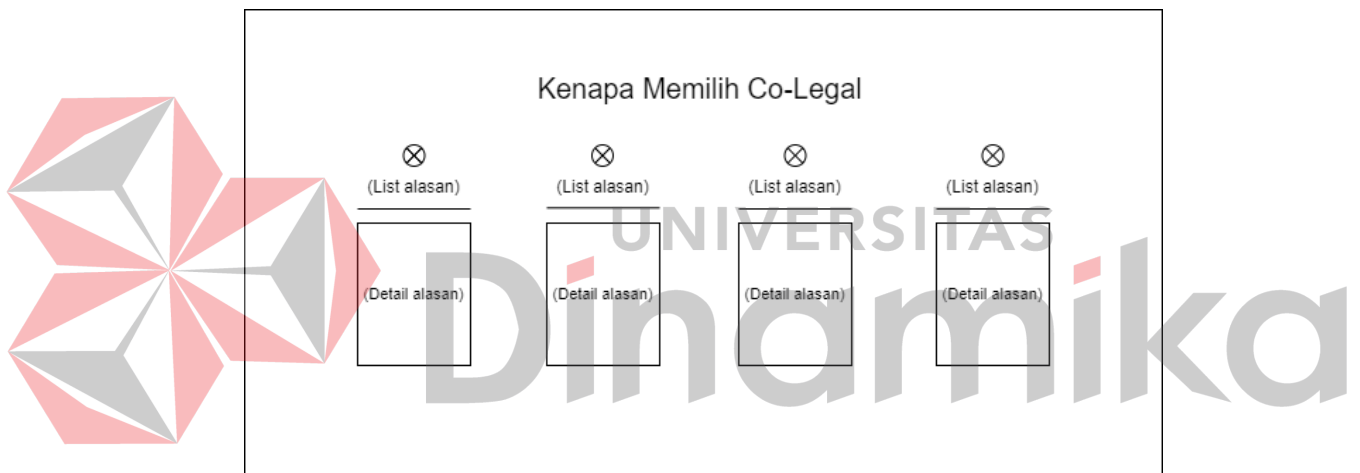 Kenapa Memilih Co-Legal
(List alasan) (List alasan) (List alasan) (List alasan)
UNIVERSITAS
Dinamika
(Detail alasan) (Detail alasan) (Detail alasan) (Detail alasan)